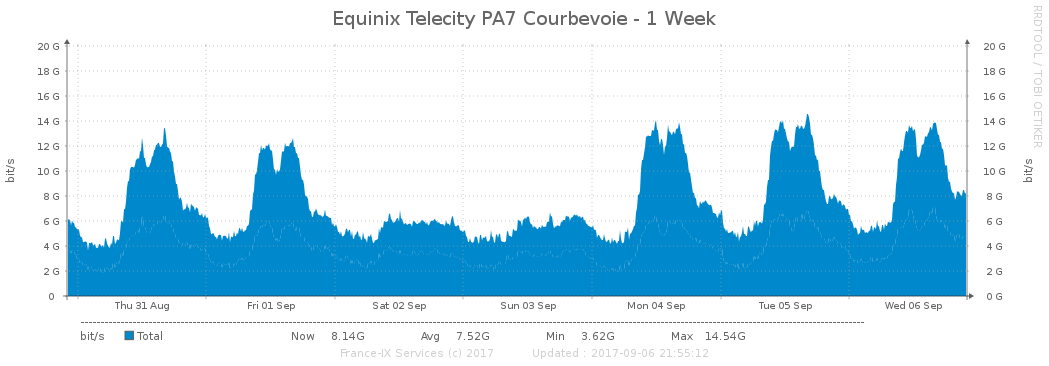 Equinix Telecity PA7 Courbevoie - 1 Week
RRDTOOL / TOBI OETIKER
bit/s
20 G 20 G
18 G 18 G
16 G 16 G
14 G 14 G
12 G 12 G
10 G 10 G
8 G 8 G
6 G 6 G
4 G 4 G
2 G 2 G
0 0 G
bit/s
Thu 31 Aug Fri 01 Sep Sat 02 Sep Sun 03 Sep Mon 04 Sep Tue 05 Sep Wed 06 Sep
bit/s Total Now 8.14G Avg 7.52G Min 3.62G Max 14.54G
France-IX Services (c) 2017 Updated : 2017-09-06 21:55:12